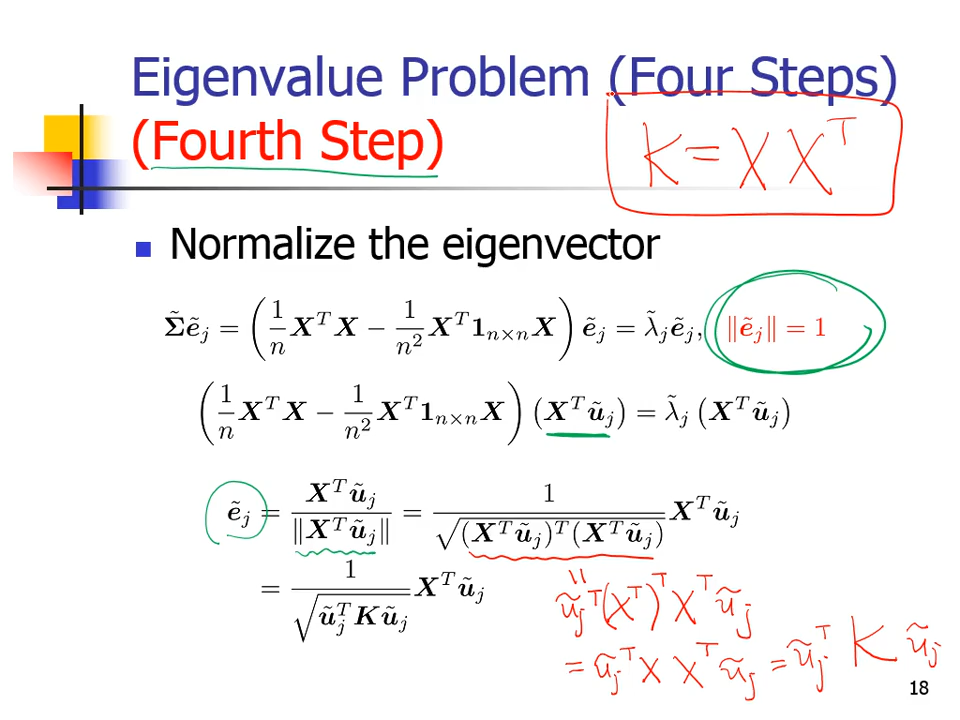 Eigenvalue Problem (Four Steps)
(Fourth Step)
K = X X^T
Normalize the eigenvector
Σ̃ẽ_j = (1/n X^T X − 1/n² X^T 1_{n×n} X) ẽ_j = λ̃_j ẽ_j, ‖ẽ_j‖ = 1
(1/n X^T X − 1/n² X^T 1_{n×n} X) (X^T ũ_j) = λ̃_j (X^T ũ_j)
ẽ_j = X^T ũ_j / ‖X^T ũ_j‖ = 1 / √((X^T ũ_j)^T (X^T ũ_j)) X^T ũ_j
= 1 / √(ũ_j^T K ũ_j) X^T ũ_j
"
ũ_j^T (X^T)^T X^T ũ_j
= ũ_j^T X X^T ũ_j = ũ_j^T K ũ_j
18